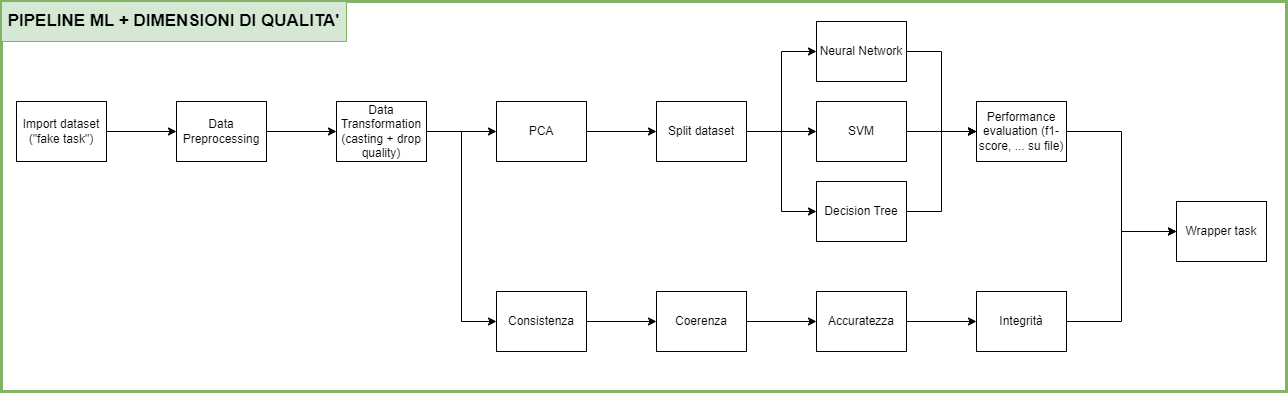 PIPELINE ML + DIMENSIONI DI QUALITA'
Import dataset
("fake task")
Data
Preprocessing
Data
Transformation
(casting + drop
quality)
PCA
Split dataset
Neural Network
SVM
Decision Tree
Performance
evaluation (f1-
score, ... su file)
Wrapper task
Consistenza
Coerenza
Accuratezza
Integrità